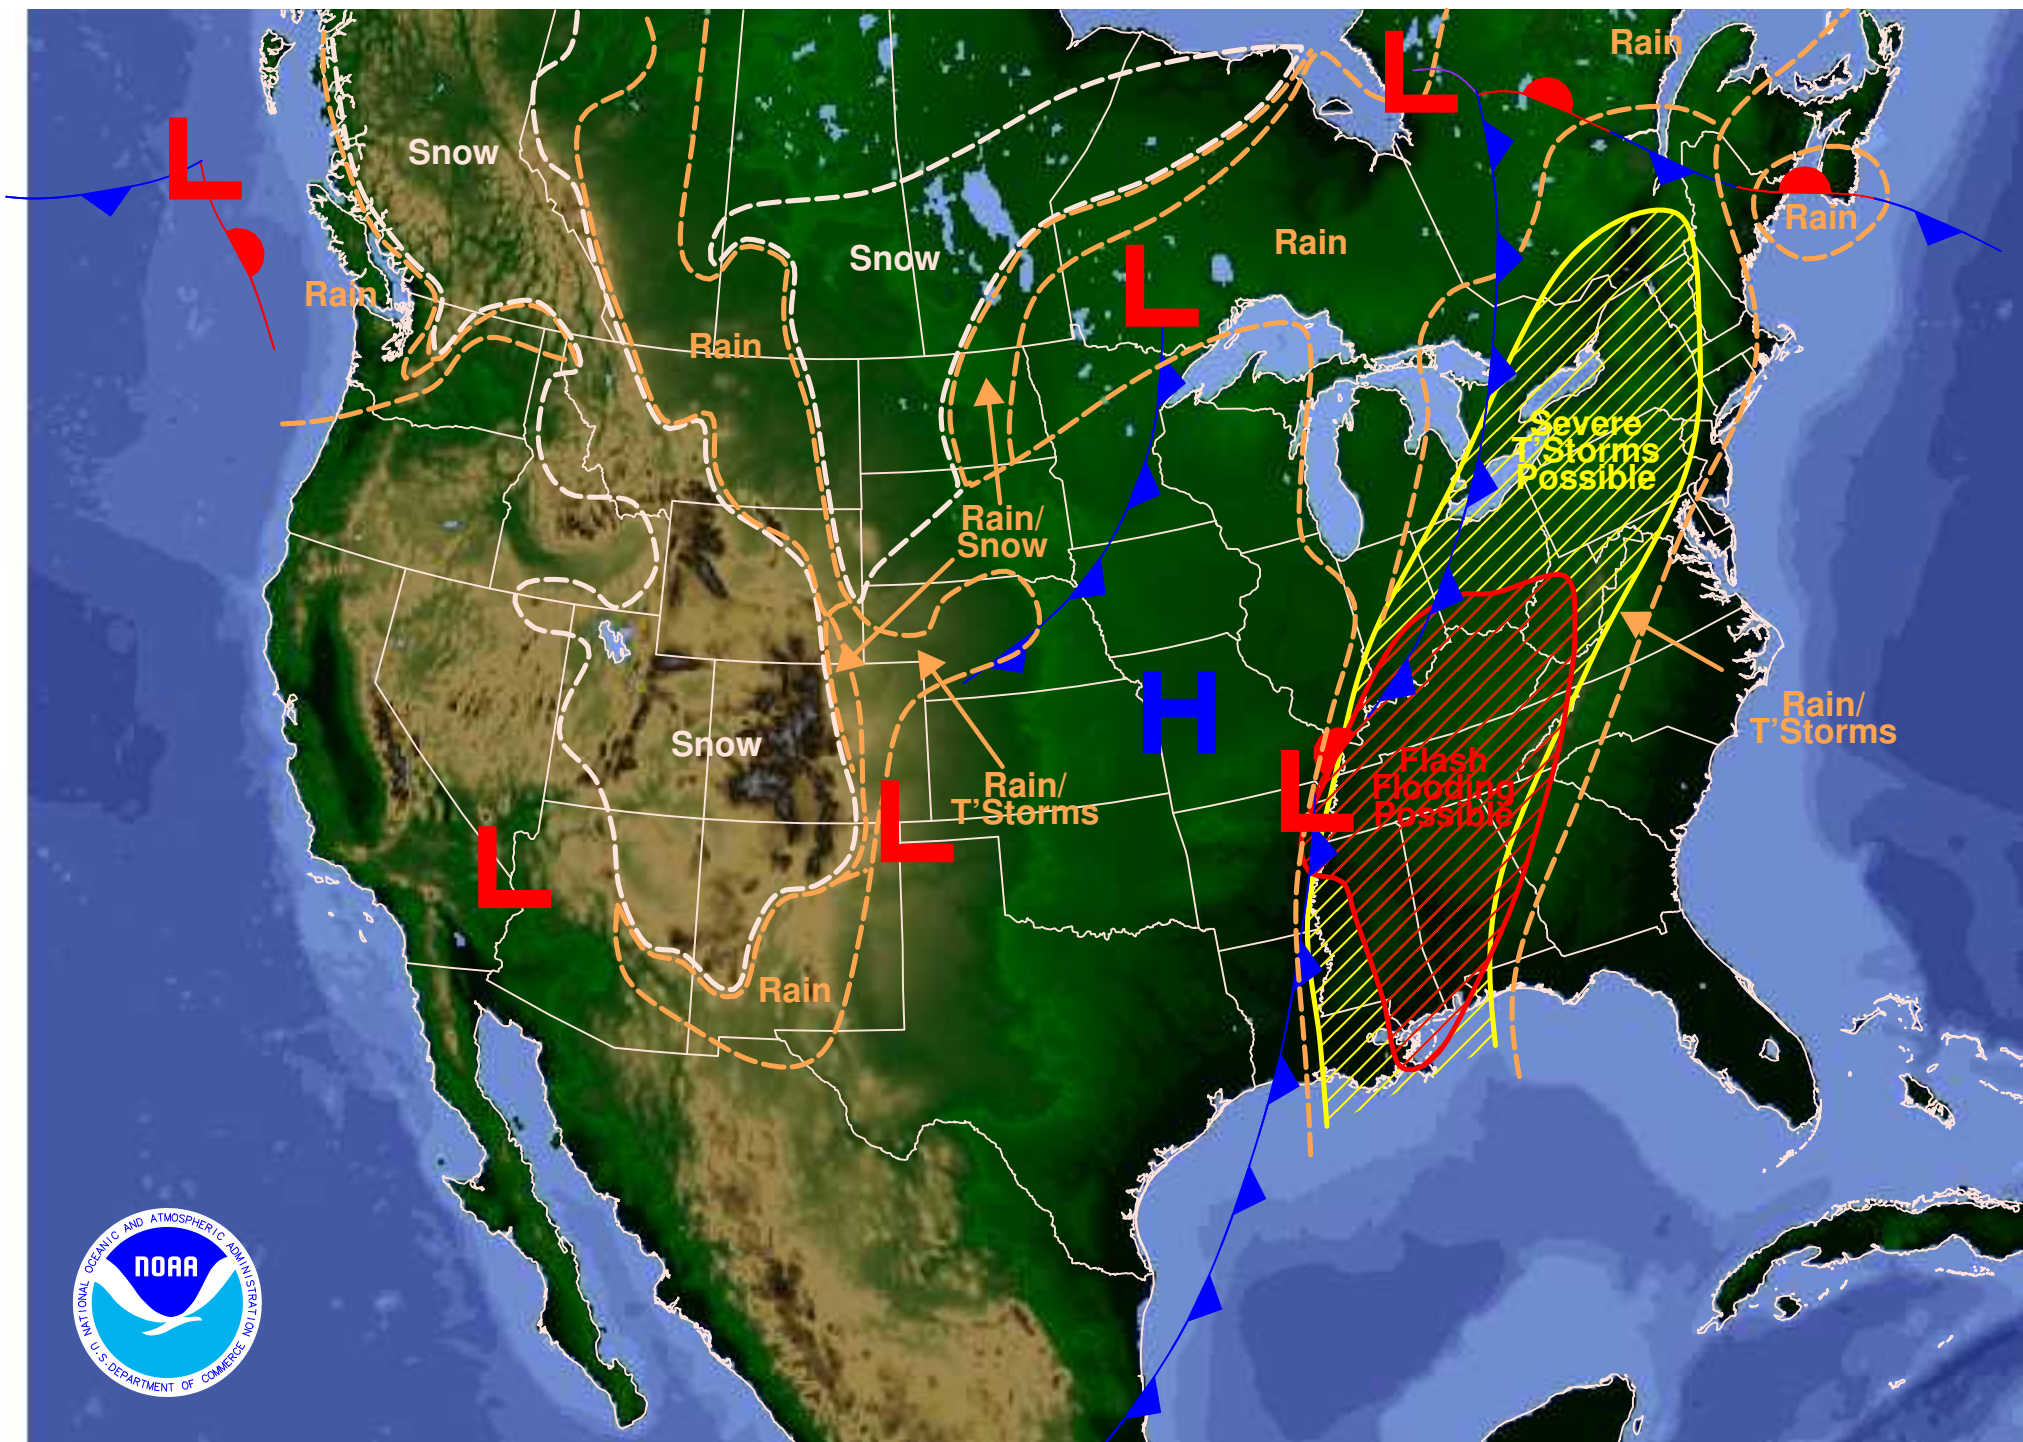 L
Rain
Snow
L
Rain
Rain
Snow
L
Rain
Rain
Severe
T'Storms
Possible
Rain/
Snow
H
Snow
Rain/
T'Storms
L
Flash
Flooding
Possible
Rain/
T'Storms
L
L
Rain
NATIONAL OCEANIC AND ATMOSPHERIC ADMINISTRATION
NOAA
U.S. DEPARTMENT OF COMMERCE